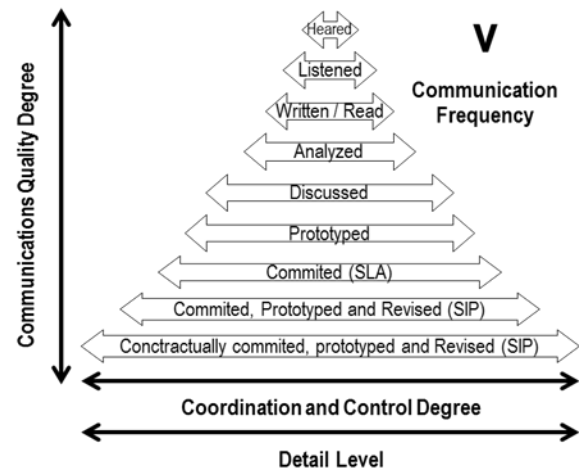 Heared
Listened
Written / Read
Analyzed
Discussed
Prototyped
Commited (SLA)
Commited, Prototyped and Revised (SIP)
Conctractually commited, prototyped and Revised (SIP)
V
Communication
Frequency
Communications Quality Degree
Coordination and Control Degree
Detail Level